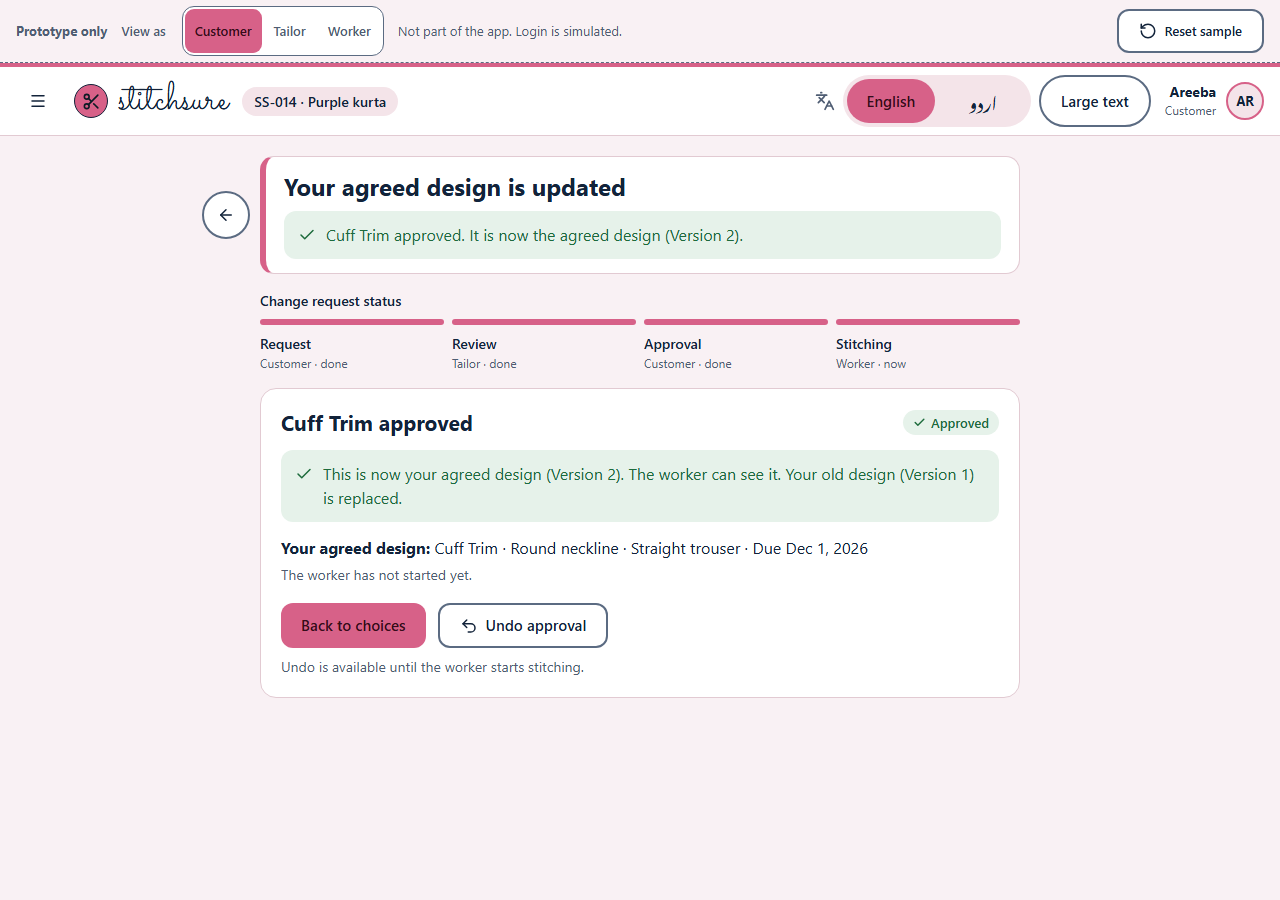 Prototype only View as Customer Tailor Worker Not part of the app. Login is simulated. Reset sample
stitchsure SS-014 · Purple kurta English اردو Large text Areeba Customer AR
Your agreed design is updated
Cuff Trim approved. It is now the agreed design (Version 2).
Change request status
Request Review Approval Stitching
Customer · done Tailor · done Customer · done Worker · now
Cuff Trim approved Approved
This is now your agreed design (Version 2). The worker can see it. Your old design (Version 1)
is replaced.
Your agreed design: Cuff Trim · Round neckline · Straight trouser · Due Dec 1, 2026
The worker has not started yet.
Back to choices Undo approval
Undo is available until the worker starts stitching.